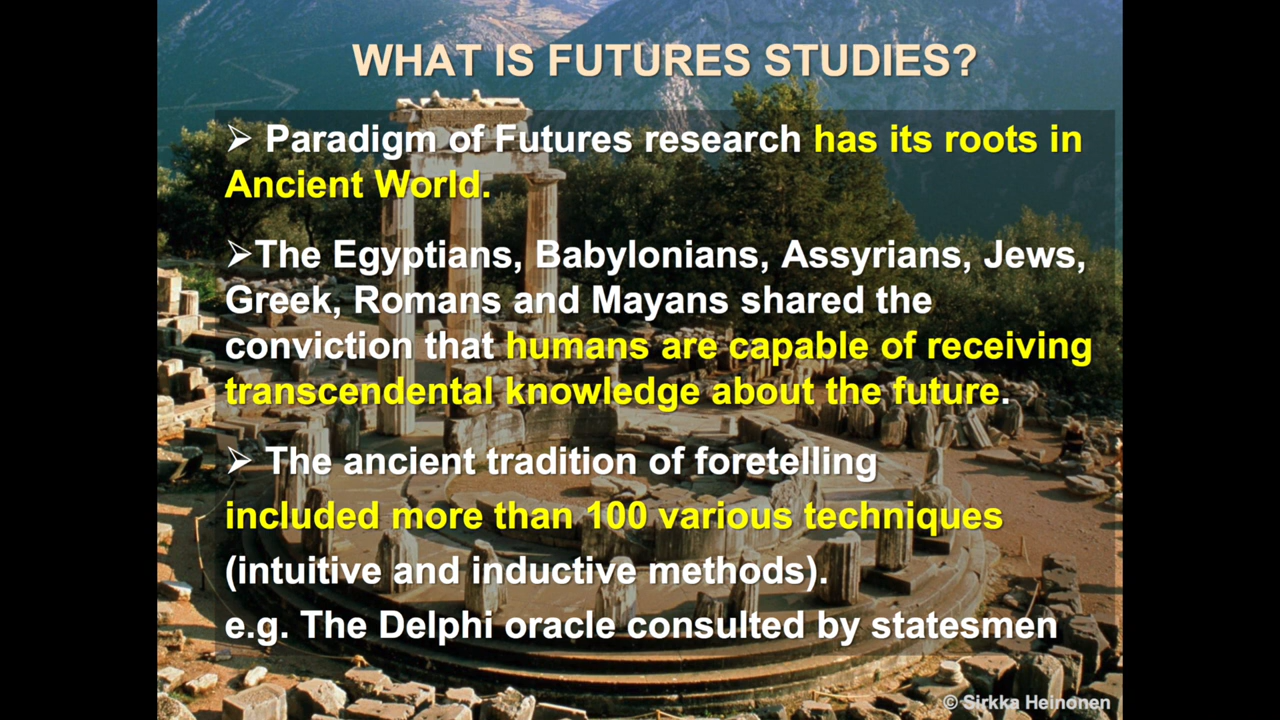 WHAT IS FUTURES STUDIES?
➢ Paradigm of Futures research has its roots in
Ancient World.
➢The Egyptians, Babylonians, Assyrians, Jews,
Greek, Romans and Mayans shared the
conviction that humans are capable of receiving
transcendental knowledge about the future.
➢ The ancient tradition of foretelling
included more than 100 various techniques
(intuitive and inductive methods).
e.g. The Delphi oracle consulted by statesmen
© Sirkka Heinonen